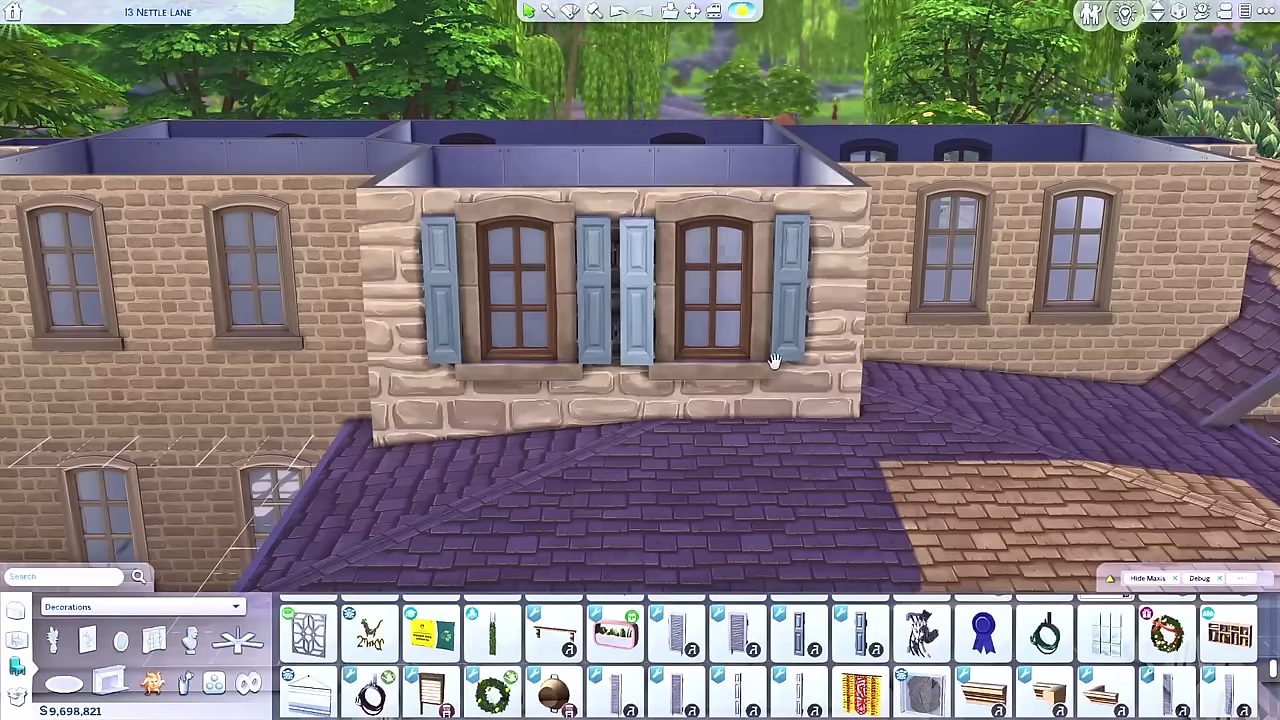 13 NETTLE LANE
Search
Hide Maxis
Debug
Decorations
$9,698,821